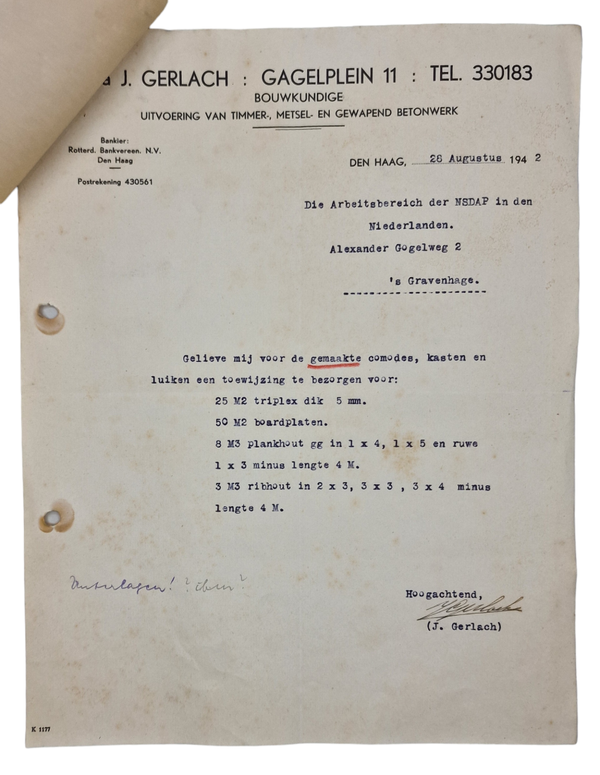 J. GERLACH : GAGELPLEIN 11 : TEL. 330183
BOUWKUNDIGE
UITVOERING VAN TIMMER-, METSEL- EN GEWAPEND BETONWERK
Bankier:
Rotterd. Bankvereen. N.V.
Den Haag
Postrekening 430561
DEN HAAG, 26 Augustus 1942
Die Arbeitsbereich der NSDAP in den
Niederlanden.
Alexander Gogelweg 2
's Gravenhage.
Gelieve mij voor de gemaakte comodes, kasten en
luiken een toewijzing te bezorgen voor:
25 M2 triplex dik 5 mm.
50 M2 boardplaten.
8 M3 plankhout gg in 1 x 4, 1 x 5 en ruwe
1 x 3 minus lengte 4 M.
3 M3 ribhout in 2 x 3, 3 x 3 , 3 x 4 minus
lengte 4 M.
Unterlagen! ?
Hoogachtend,
JGerlach
(J. Gerlach)
K 1177